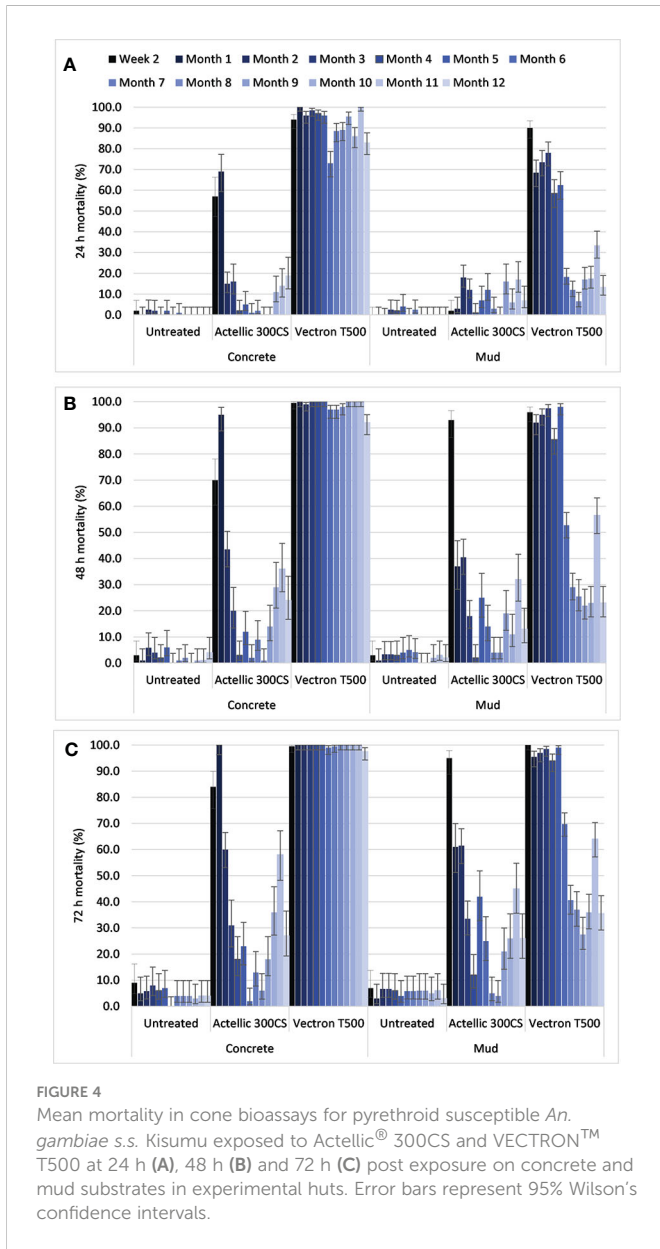 A
Week 2 Month 1 Month 2 Month 3 Month 4 Month 5 Month 6
Month 7 Month 8 Month 9 Month 10 Month 11 Month 12
24 h mortality (%)
100.0
90.0
80.0
70.0
60.0
50.0
40.0
30.0
20.0
10.0
0.0
Untreated Actellic 300CS Vectron T500 Untreated Actellic 300CS Vectron T500
Concrete Mud
B
48 h mortality (%)
100.0
90.0
80.0
70.0
60.0
50.0
40.0
30.0
20.0
10.0
0.0
Untreated Actellic 300CS Vectron T500 Untreated Actellic 300CS Vectron T500
Concrete Mud
C
72 h mortality (%)
100.0
90.0
80.0
70.0
60.0
50.0
40.0
30.0
20.0
10.0
0.0
Untreated Actellic 300CS Vectron T500 Untreated Actellic 300CS Vectron T500
Concrete Mud
FIGURE 4
Mean mortality in cone bioassays for pyrethroid susceptible An.
gambiae s.s. Kisumu exposed to Actellic® 300CS and VECTRON™
T500 at 24 h (A), 48 h (B) and 72 h (C) post exposure on concrete and
mud substrates in experimental huts. Error bars represent 95% Wilson's
confidence intervals.